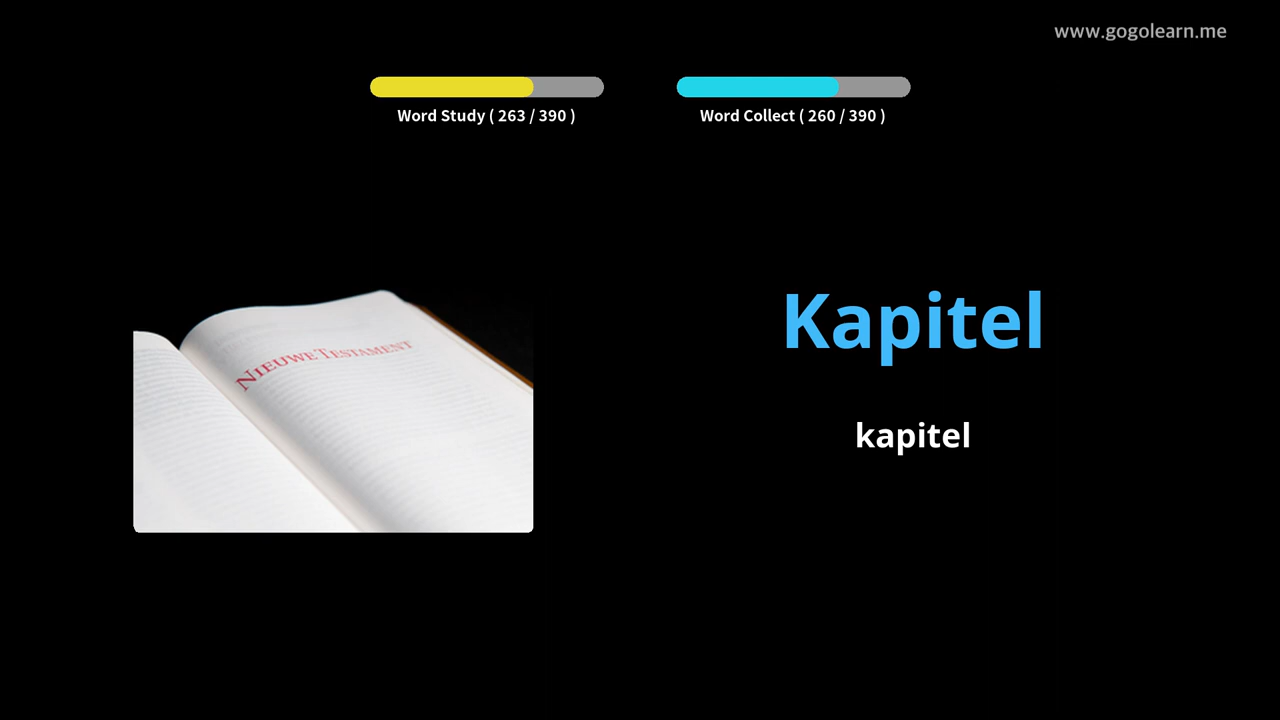 www.gogolearn.me
Word Study ( 263 / 390 )
Word Collect ( 260 / 390 )
NIEUWE TESTAMENT
Kapitel
kapitel